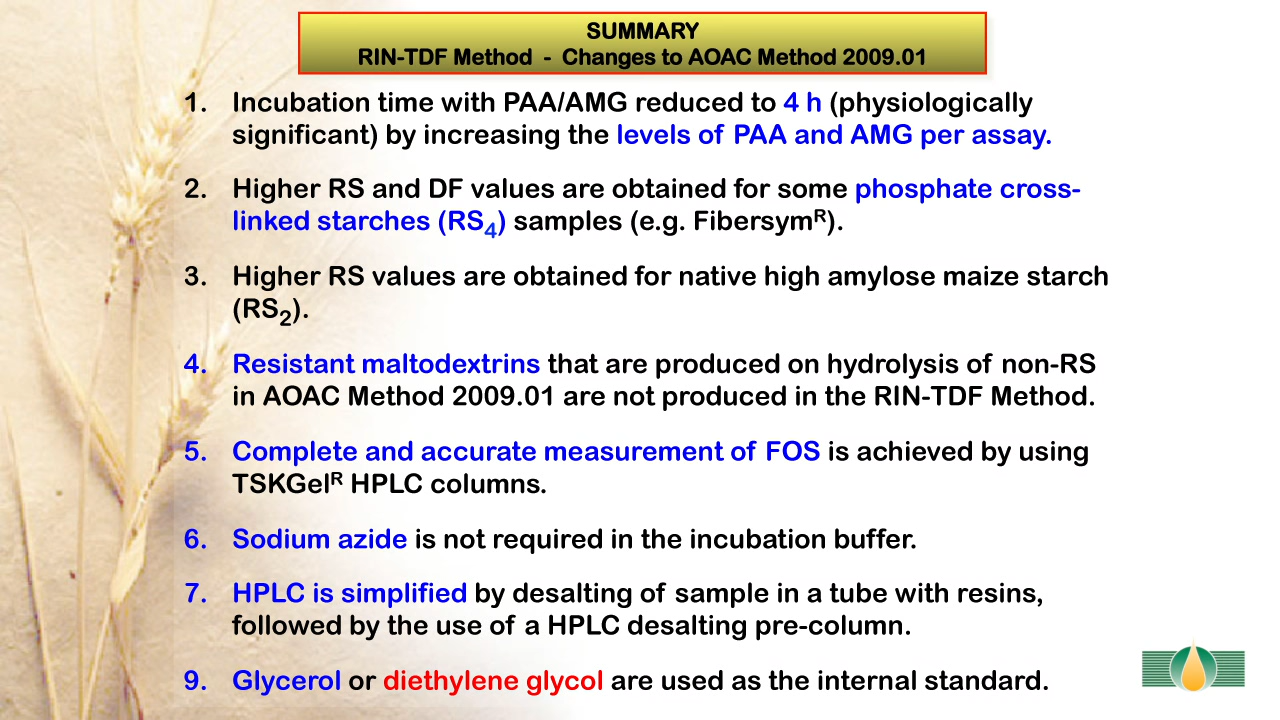 SUMMARY
RIN-TDF Method - Changes to AOAC Method 2009.01
1. Incubation time with PAA/AMG reduced to 4 h (physiologically
significant) by increasing the levels of PAA and AMG per assay.
2. Higher RS and DF values are obtained for some phosphate cross-
linked starches (RS₄) samples (e.g. Fibersymᴿ).
3. Higher RS values are obtained for native high amylose maize starch
(RS₂).
4. Resistant maltodextrins that are produced on hydrolysis of non-RS
in AOAC Method 2009.01 are not produced in the RIN-TDF Method.
5. Complete and accurate measurement of FOS is achieved by using
TSKGelᴿ HPLC columns.
6. Sodium azide is not required in the incubation buffer.
7. HPLC is simplified by desalting of sample in a tube with resins,
followed by the use of a HPLC desalting pre-column.
9. Glycerol or diethylene glycol are used as the internal standard.